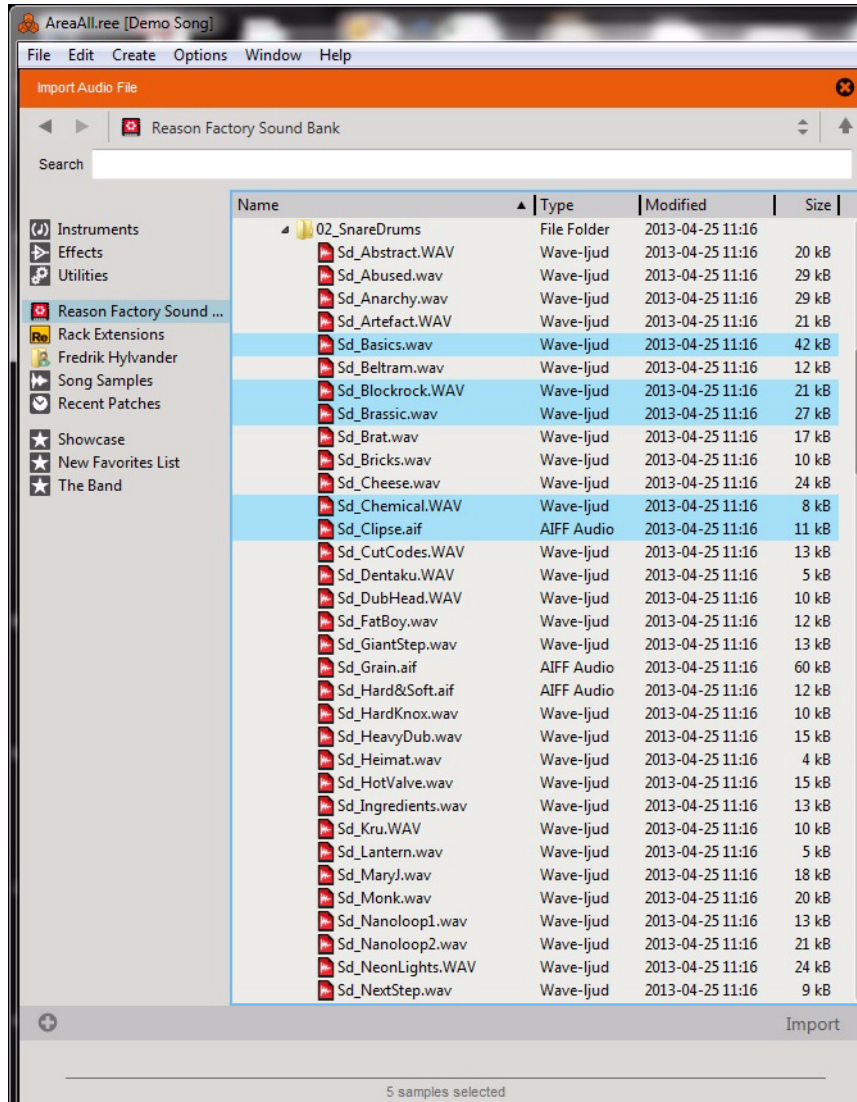 AreaAll.ree [Demo Song]
File Edit Create Options Window Help
Import Audio File
Reason Factory Sound Bank
Search
Name Type Modified Size
Instruments
Effects
Utilities
Reason Factory Sound ...
Re Rack Extensions
Fredrik Hylvander
Song Samples
Recent Patches
Showcase
New Favorites List
The Band
02_SnareDrums File Folder 2013-04-25 11:16
Sd_Abstract.WAV Wave-ljud 2013-04-25 11:16 20 kB
Sd_Abused.wav Wave-ljud 2013-04-25 11:16 29 kB
Sd_Anarchy.wav Wave-ljud 2013-04-25 11:16 29 kB
Sd_Artefact.WAV Wave-ljud 2013-04-25 11:16 21 kB
Sd_Basics.wav Wave-ljud 2013-04-25 11:16 42 kB
Sd_Beltram.wav Wave-ljud 2013-04-25 11:16 12 kB
Sd_Blockrock.WAV Wave-ljud 2013-04-25 11:16 21 kB
Sd_Brassic.wav Wave-ljud 2013-04-25 11:16 27 kB
Sd_Brat.wav Wave-ljud 2013-04-25 11:16 17 kB
Sd_Bricks.wav Wave-ljud 2013-04-25 11:16 10 kB
Sd_Cheese.wav Wave-ljud 2013-04-25 11:16 24 kB
Sd_Chemical.WAV Wave-ljud 2013-04-25 11:16 8 kB
Sd_Clipse.aif AIFF Audio 2013-04-25 11:16 11 kB
Sd_CutCodes.WAV Wave-ljud 2013-04-25 11:16 13 kB
Sd_Dentaku.WAV Wave-ljud 2013-04-25 11:16 5 kB
Sd_DubHead.WAV Wave-ljud 2013-04-25 11:16 10 kB
Sd_FatBoy.wav Wave-ljud 2013-04-25 11:16 12 kB
Sd_GiantStep.wav Wave-ljud 2013-04-25 11:16 13 kB
Sd_Grain.aif AIFF Audio 2013-04-25 11:16 60 kB
Sd_Hard&Soft.aif AIFF Audio 2013-04-25 11:16 12 kB
Sd_HardKnox.wav Wave-ljud 2013-04-25 11:16 10 kB
Sd_HeavyDub.wav Wave-ljud 2013-04-25 11:16 15 kB
Sd_Heimat.wav Wave-ljud 2013-04-25 11:16 4 kB
Sd_HotValve.wav Wave-ljud 2013-04-25 11:16 15 kB
Sd_Ingredients.wav Wave-ljud 2013-04-25 11:16 13 kB
Sd_Kru.WAV Wave-ljud 2013-04-25 11:16 10 kB
Sd_Lantern.wav Wave-ljud 2013-04-25 11:16 5 kB
Sd_MaryJ.wav Wave-ljud 2013-04-25 11:16 18 kB
Sd_Monk.wav Wave-ljud 2013-04-25 11:16 20 kB
Sd_Nanoloop1.wav Wave-ljud 2013-04-25 11:16 13 kB
Sd_Nanoloop2.wav Wave-ljud 2013-04-25 11:16 21 kB
Sd_NeonLights.WAV Wave-ljud 2013-04-25 11:16 24 kB
Sd_NextStep.wav Wave-ljud 2013-04-25 11:16 9 kB
Import
5 samples selected